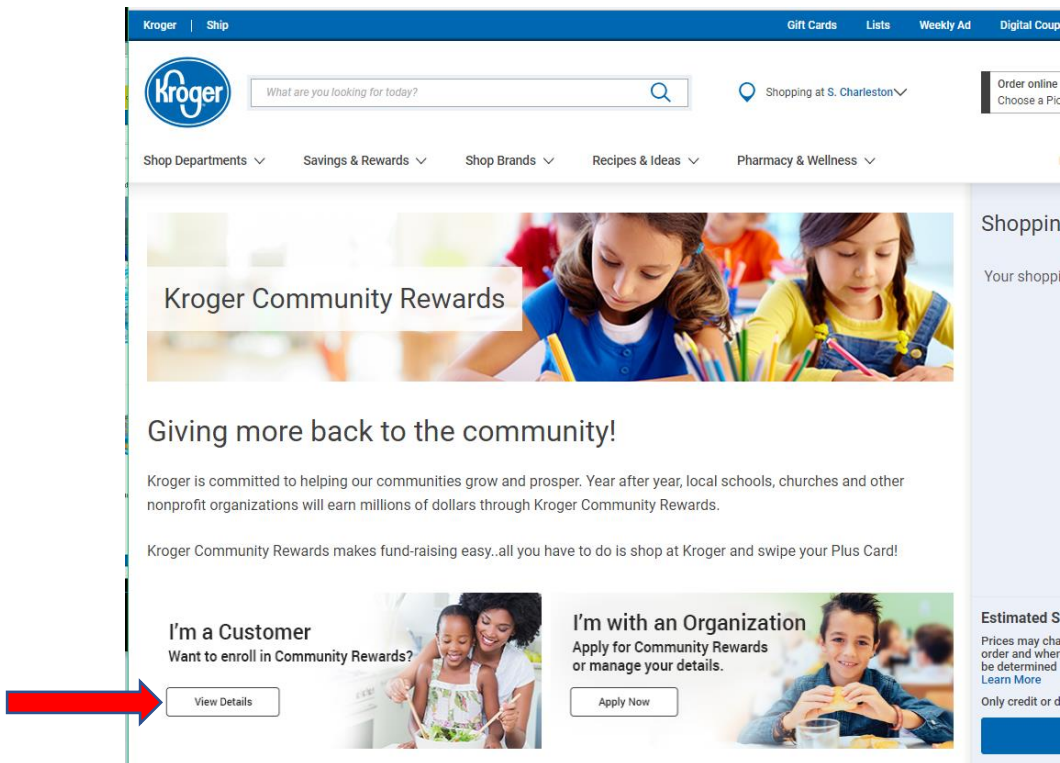 Kroger | Ship
Gift Cards Lists Weekly Ad Digital Coup
Kroger
What are you looking for today?
Shopping at S. Charleston
Order online
Choose a Pic
Shop Departments Savings & Rewards Shop Brands Recipes & Ideas Pharmacy & Wellness
Kroger Community Rewards
Shoppin
Your shoppi
Giving more back to the community!
Kroger is committed to helping our communities grow and prosper. Year after year, local schools, churches and other
nonprofit organizations will earn millions of dollars through Kroger Community Rewards.
Kroger Community Rewards makes fund-raising easy..all you have to do is shop at Kroger and swipe your Plus Card!
I'm a Customer
Want to enroll in Community Rewards?
View Details
I'm with an Organization
Apply for Community Rewards
or manage your details.
Apply Now
Estimated S
Prices may cha
order and wher
be determined
Learn More
Only credit or d